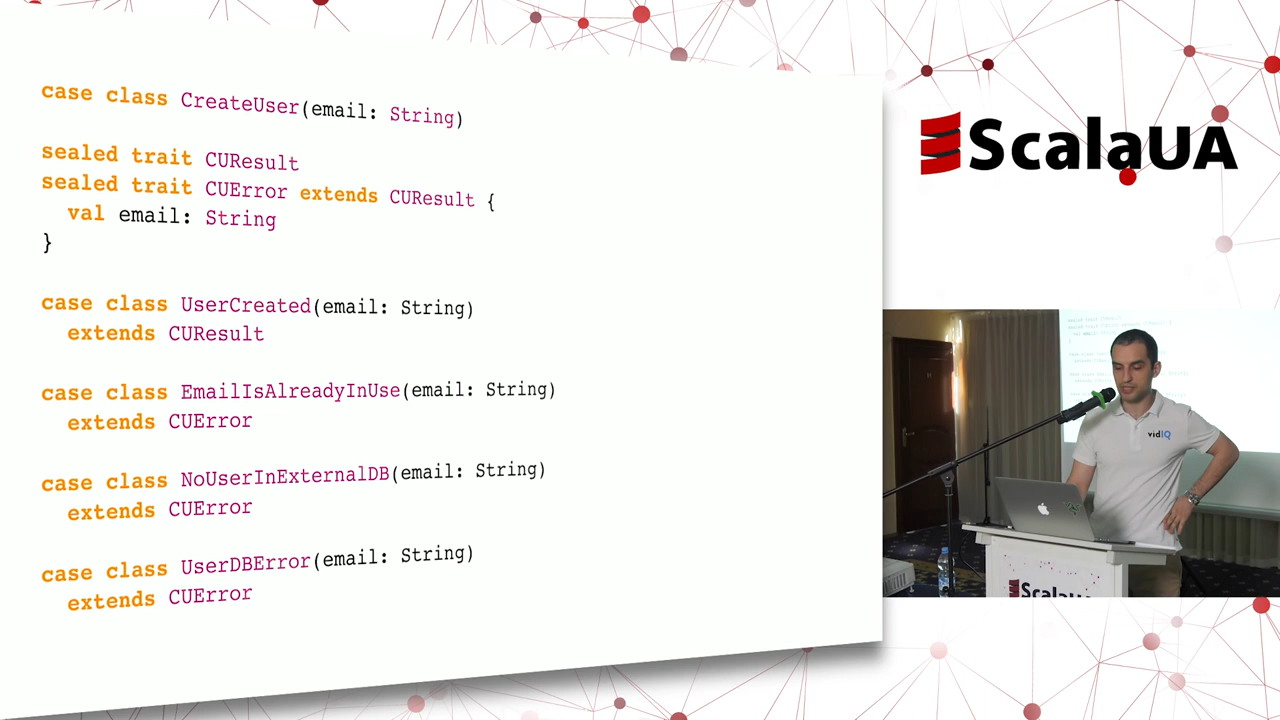 case class CreateUser(email: String)
sealed trait CUResult
sealed trait CUError extends CUResult {
val email: String
}
case class UserCreated(email: String)
extends CUResult
case class EmailIsAlreadyInUse(email: String)
extends CUError
case class NoUserInExternalDB(email: String)
extends CUError
case class UserDBError(email: String)
extends CUError
ScalaUA
vidIQ